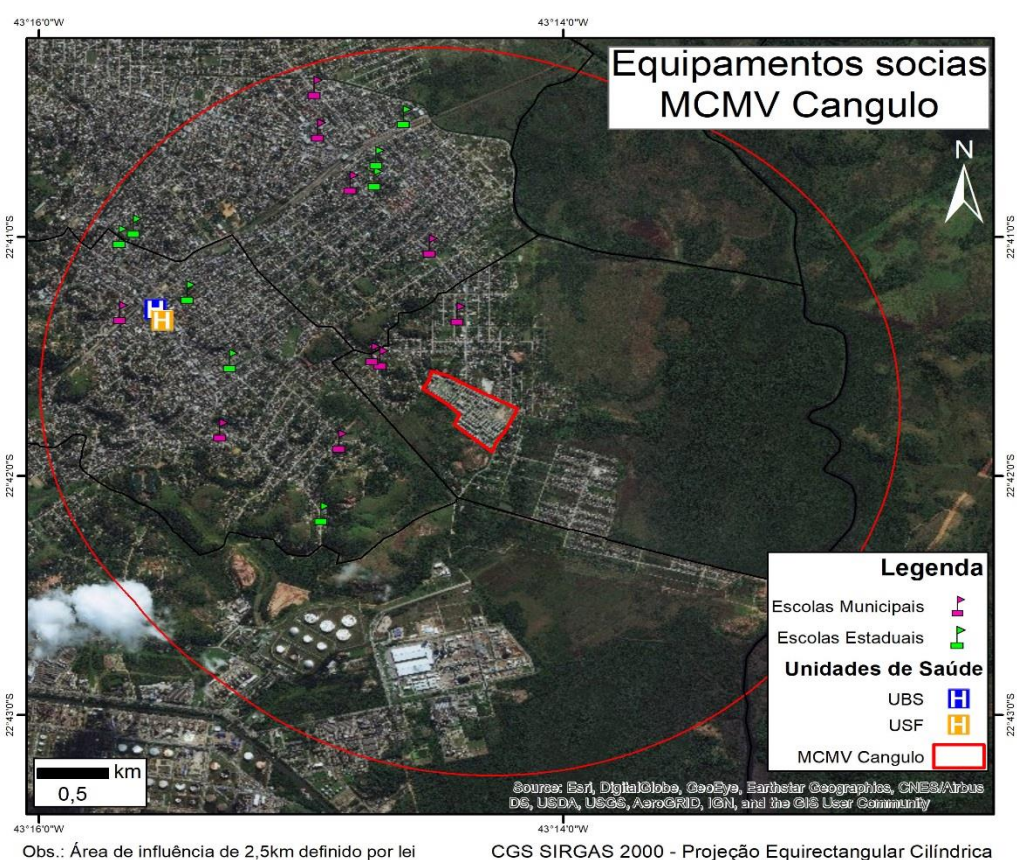 43°16'0"W
43°14'0"W
Equipamentos socias
MCMV Cangulo
N
22°41'0"S
22°41'0"S
22°42'0"S
22°42'0"S
22°43'0"S
22°43'0"S
Legenda
Escolas Municipais
Escolas Estaduais
Unidades de Saúde
UBS
H
USF
H
MCMV Cangulo
H
H
km
0,5
Source: Esri, DigitalGlobe, GeoEye, Earthstar Geographics, CNES/Airbus
DS, USDA, USGS, AeroGRID, IGN, and the GIS User Community
43°16'0"W
43°14'0"W
Obs.: Área de influência de 2,5km definido por lei
CGS SIRGAS 2000 - Projeção Equirectangular Cilíndrica